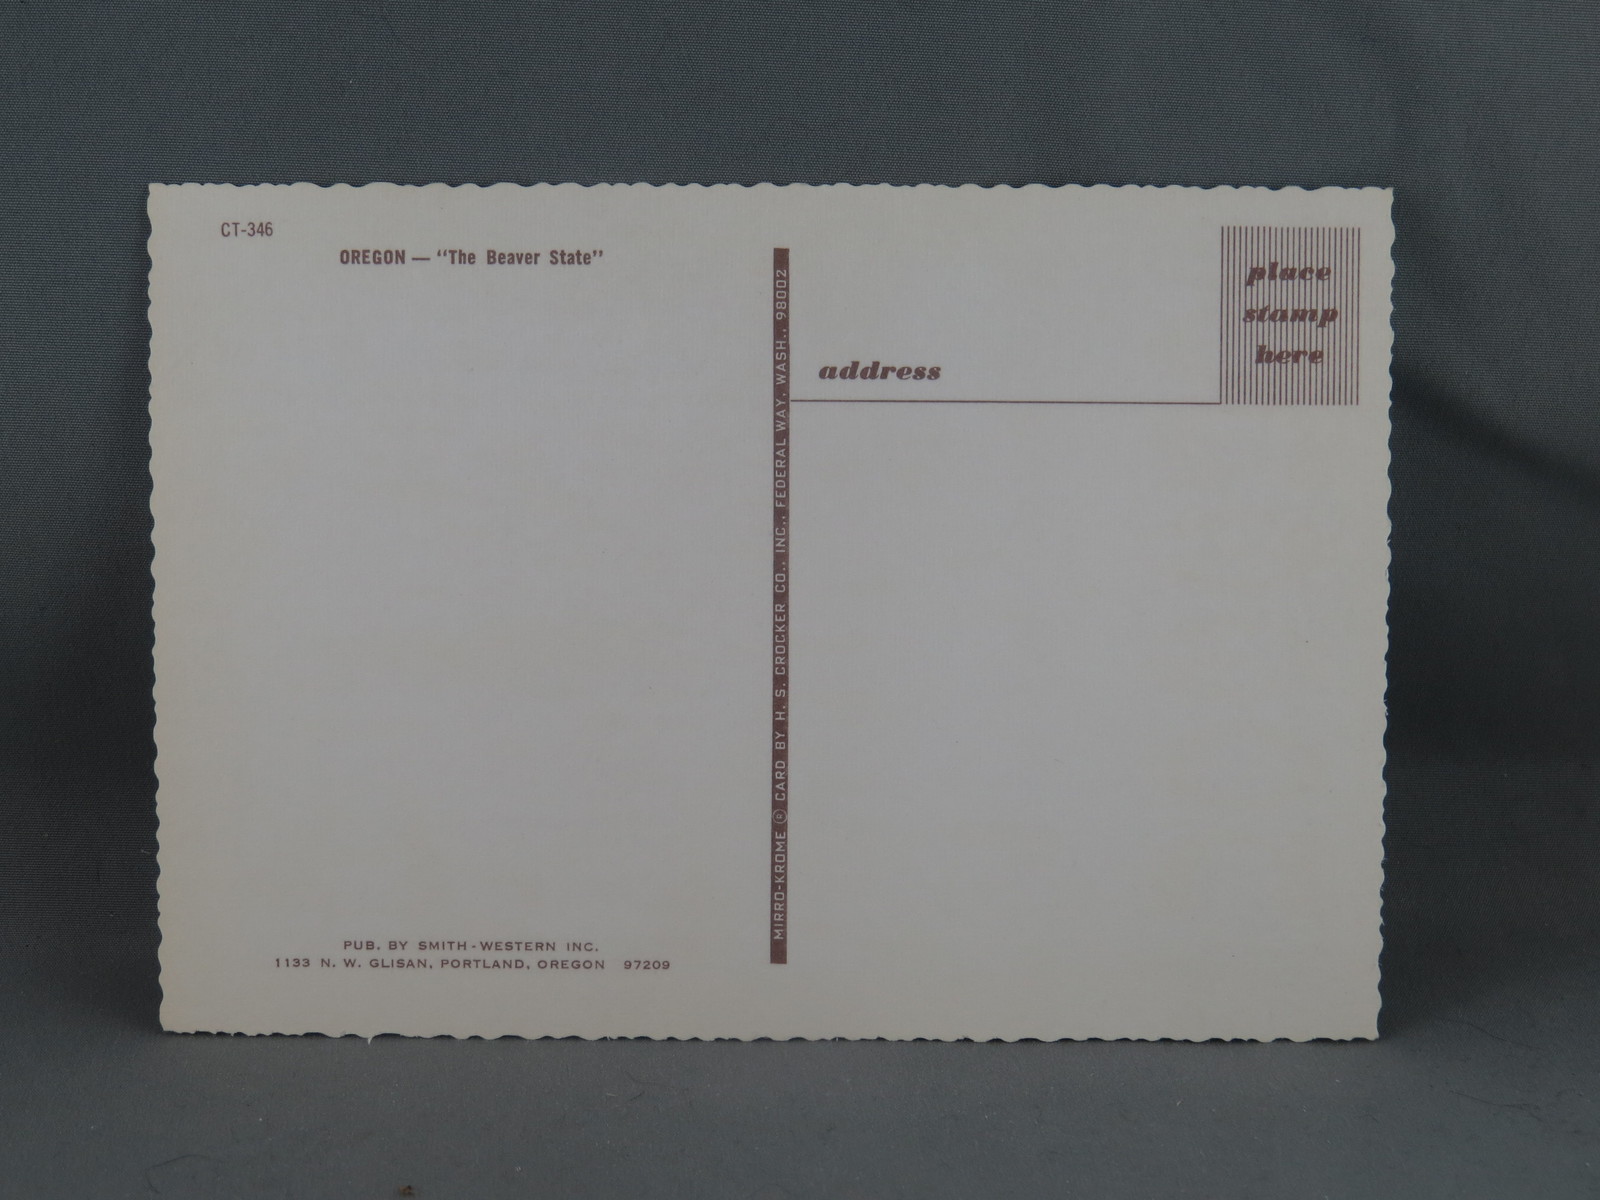 CT-346
OREGON — “The Beaver State”
PUB. BY SMITH-WESTERN INC.
1133 N. W. GLISAN, PORTLAND, OREGON 97209
MIRRO-KROME ® CARD BY H. S. CROCKER CO., INC., FEDERAL WAY, WASH., 98002
address
place
stamp
here